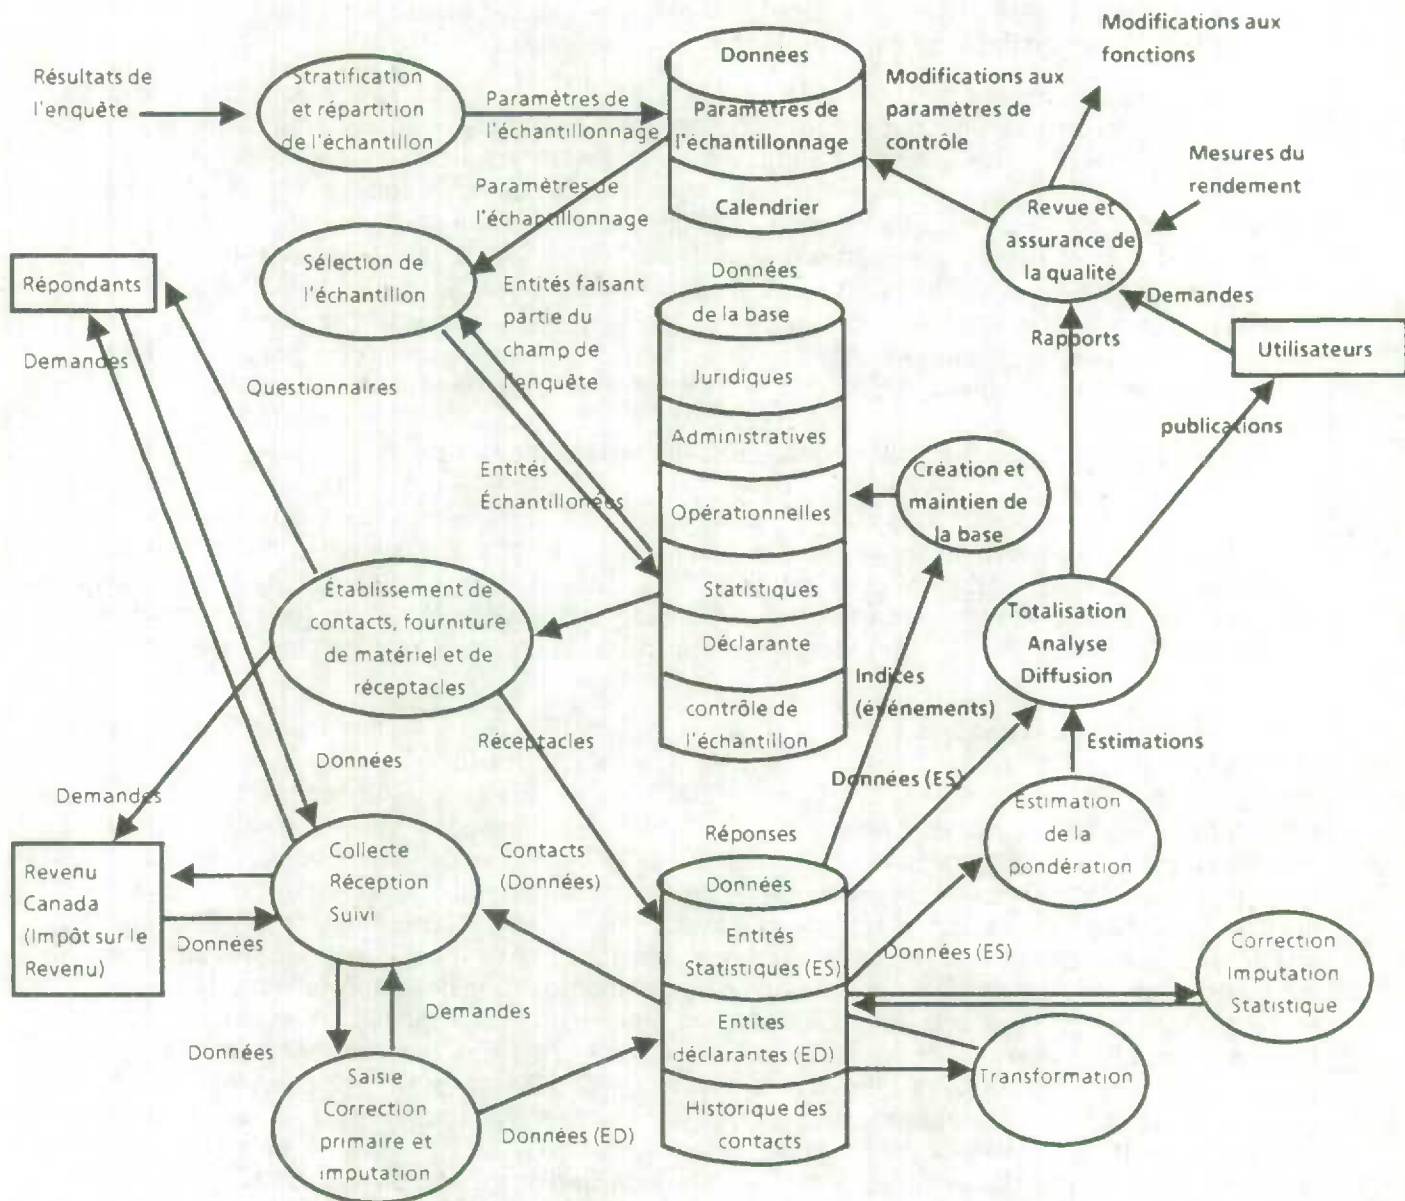 Modifications aux
fonctions
Résultats de
l'enquête
Stratification
et répartition
de l'échantillon
Paramètres de
l'échantillonnage
Données
Paramètres de
l'échantillonnage
Calendrier
Modifications aux
paramètres de
contrôle
Mesures du
rendement
Revue et
assurance de
la qualité
Paramètres de
l'échantillonnage
Répondants
Sélection de
l'échantillon
Entités faisant
partie du
champ de
l'enquête
Données
de la base
Juridiques
Administratives
Opérationnelles
Statistiques
Déclarante
contrôle de
l'échantillon
Demandes
Rapports
Utilisateurs
publications
Demandes
Questionnaires
Entités
Échantillonées
Création et
maintien de
la base
Établissement de
contacts, fourniture
de matériel et de
réceptacles
Totalisation
Analyse
Diffusion
Indices
(événements)
Réceptacles
Données
Données (ES)
Estimations
Demandes
Estimation
de la
pondération
Revenu
Canada
(Impôt sur le
Revenu)
Collecte
Réception
Suivi
Contacts
(Données)
Réponses
Données
Entités
Statistiques (ES)
Entites
déclarantes (ED)
Historique des
contacts
Données
Données (ES)
Correction
Imputation
Statistique
Demandes
Données
Saisie
Correction
primaire et
imputation
Données (ED)
Transformation